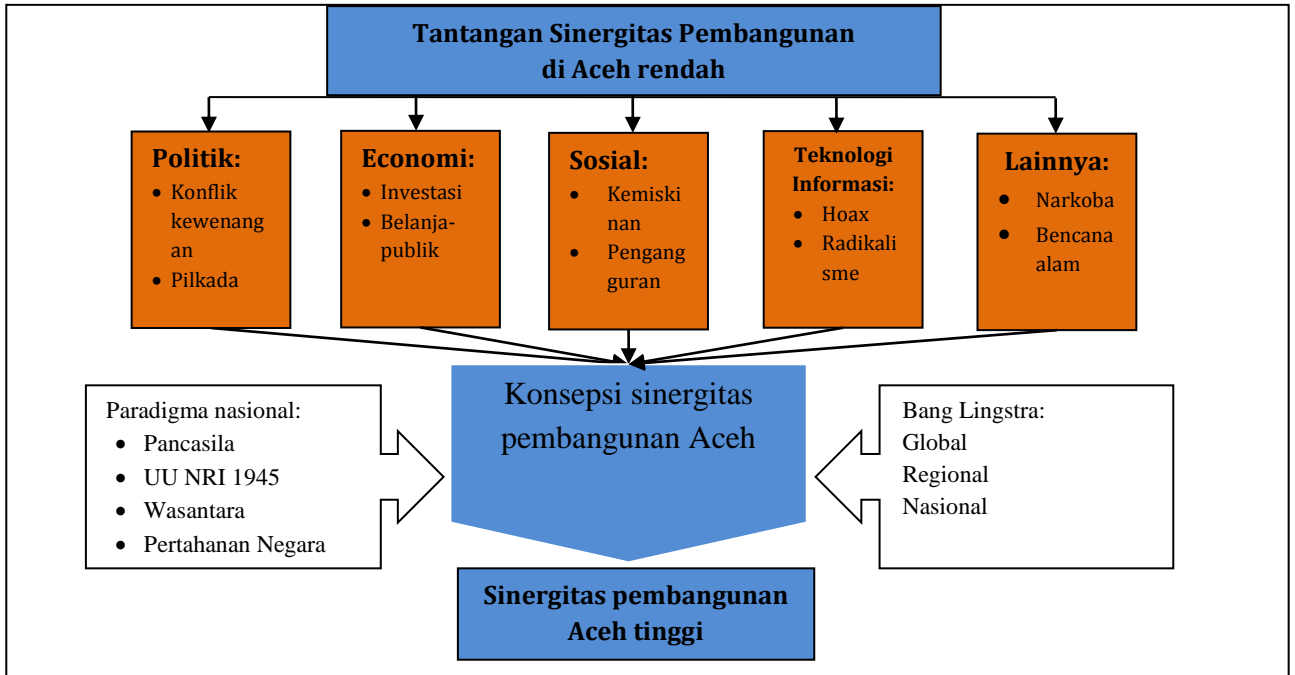 Tantangan Sinergitas Pembangunan
di Aceh rendah
Politik:
• Konflik
kewenang
an
• Pilkada
Economi:
• Investasi
• Belanja-
publik
Sosial:
• Kemiski
nan
• Pengang
guran
Teknologi
Informasi:
• Hoax
• Radikali
sme
Lainnya:
• Narkoba
• Bencana
alam
Konsepsi sinergitas
pembangunan Aceh
Paradigma nasional:
• Pancasila
• UU NRI 1945
• Wasantara
• Pertahanan Negara
Bang Lingstra:
Global
Regional
Nasional
Sinergitas pembangunan
Aceh tinggi